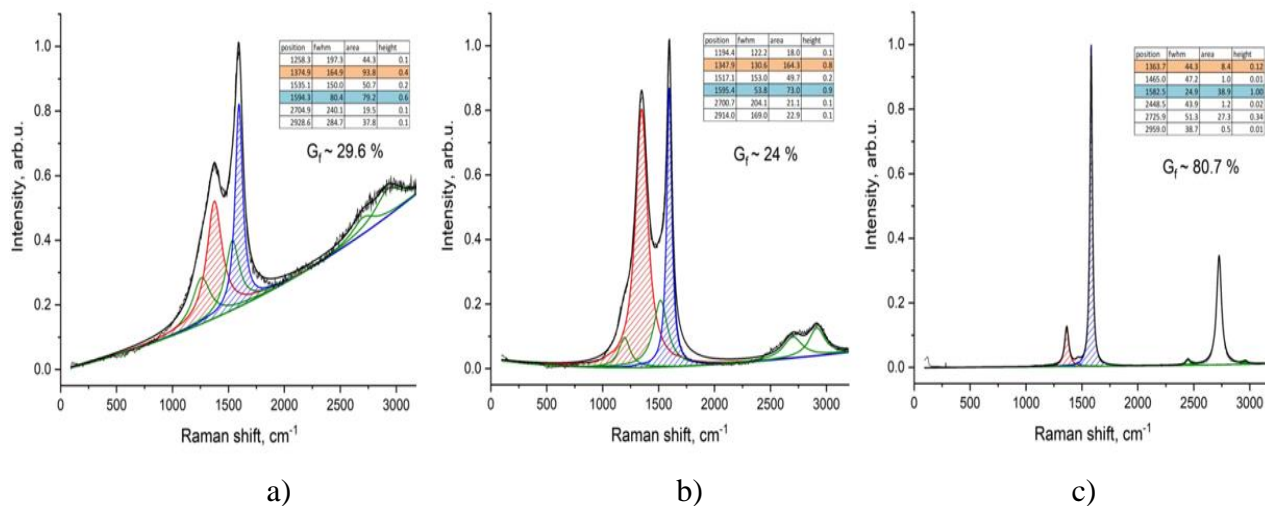 position fwhm area height
1258.3 197.3 44.3 0.1
1374.9 164.9 93.8 0.4
1535.1 150.0 50.7 0.2
1594.3 80.4 79.2 0.6
2704.9 240.1 19.5 0.1
2928.6 284.7 37.8 0.1
G_f ~ 29.6 %
Intensity, arb.u.
1.0
0.8
0.6
0.4
0.2
0.0
0 500 1000 1500 2000 2500 3000
Raman shift, cm⁻¹
a)
position fwhm area height
1194.4 122.2 18.0 0.1
1347.9 130.6 164.3 0.8
1517.1 153.0 49.7 0.2
1595.4 53.8 73.0 0.9
2700.7 204.1 21.1 0.1
2914.0 169.0 22.9 0.1
G_f ~ 24 %
Intensity, arb.u.
1.0
0.8
0.6
0.4
0.2
0.0
0 500 1000 1500 2000 2500 3000
Raman shift, cm⁻¹
b)
position fwhm area height
1363.7 44.3 8.4 0.12
1465.0 47.2 1.0 0.01
1582.5 24.9 38.9 1.00
2448.5 43.9 1.2 0.02
2725.9 51.3 27.3 0.34
2959.0 38.7 0.5 0.01
G_f ~ 80.7 %
Intensity, arb.u.
1.0
0.8
0.6
0.4
0.2
0.0
0 500 1000 1500 2000 2500 3000
Raman shift, cm⁻¹
c)